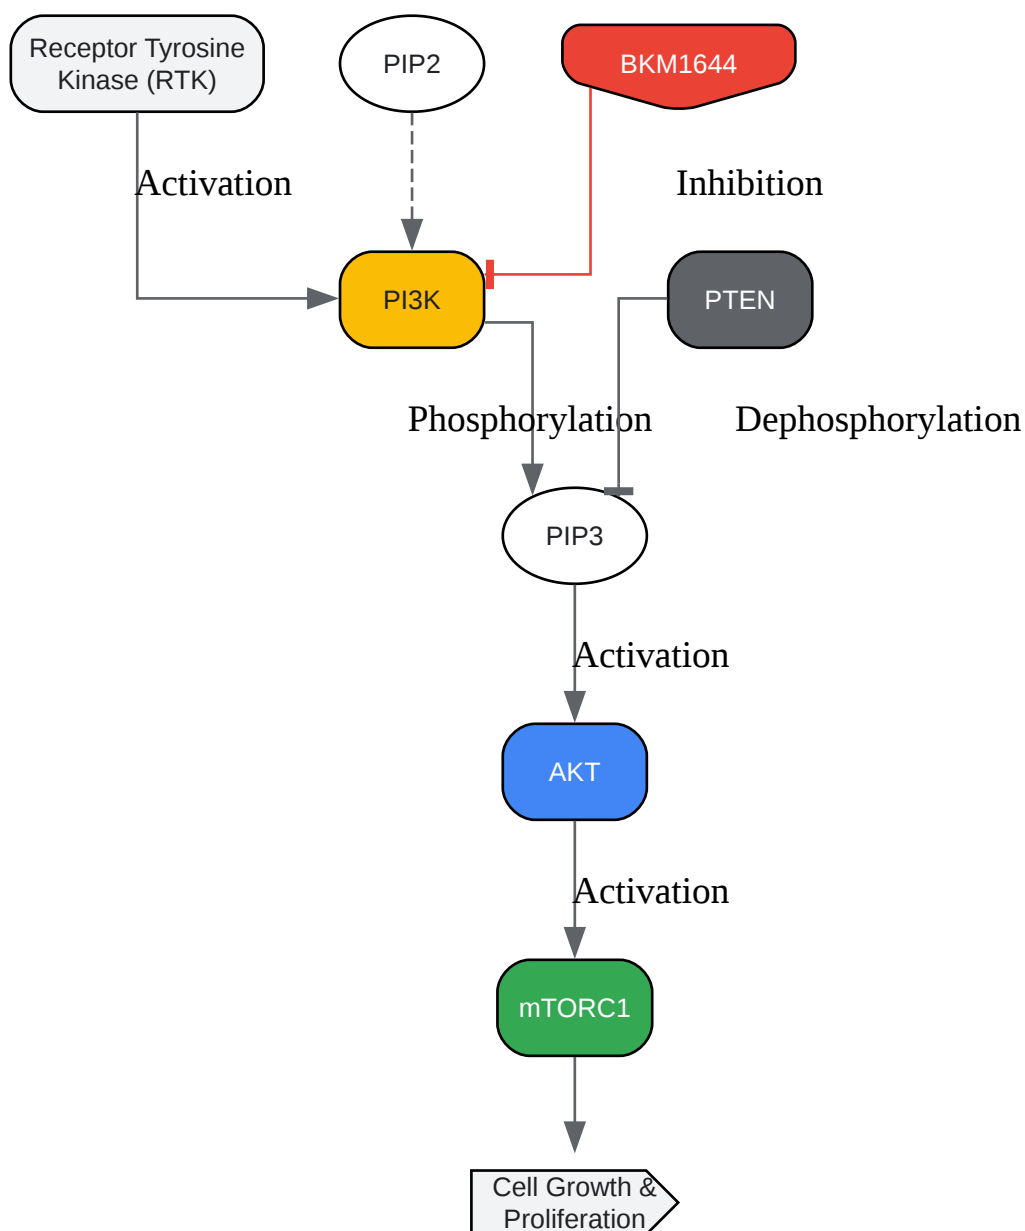 Receptor Tyrosine
Kinase (RTK)
PIP2
BKM1644
Activation
Inhibition
PI3K
PTEN
Phosphorylation
Dephosphorylation
PIP3
Activation
AKT
Activation
mTORC1
Cell Growth &
Proliferation